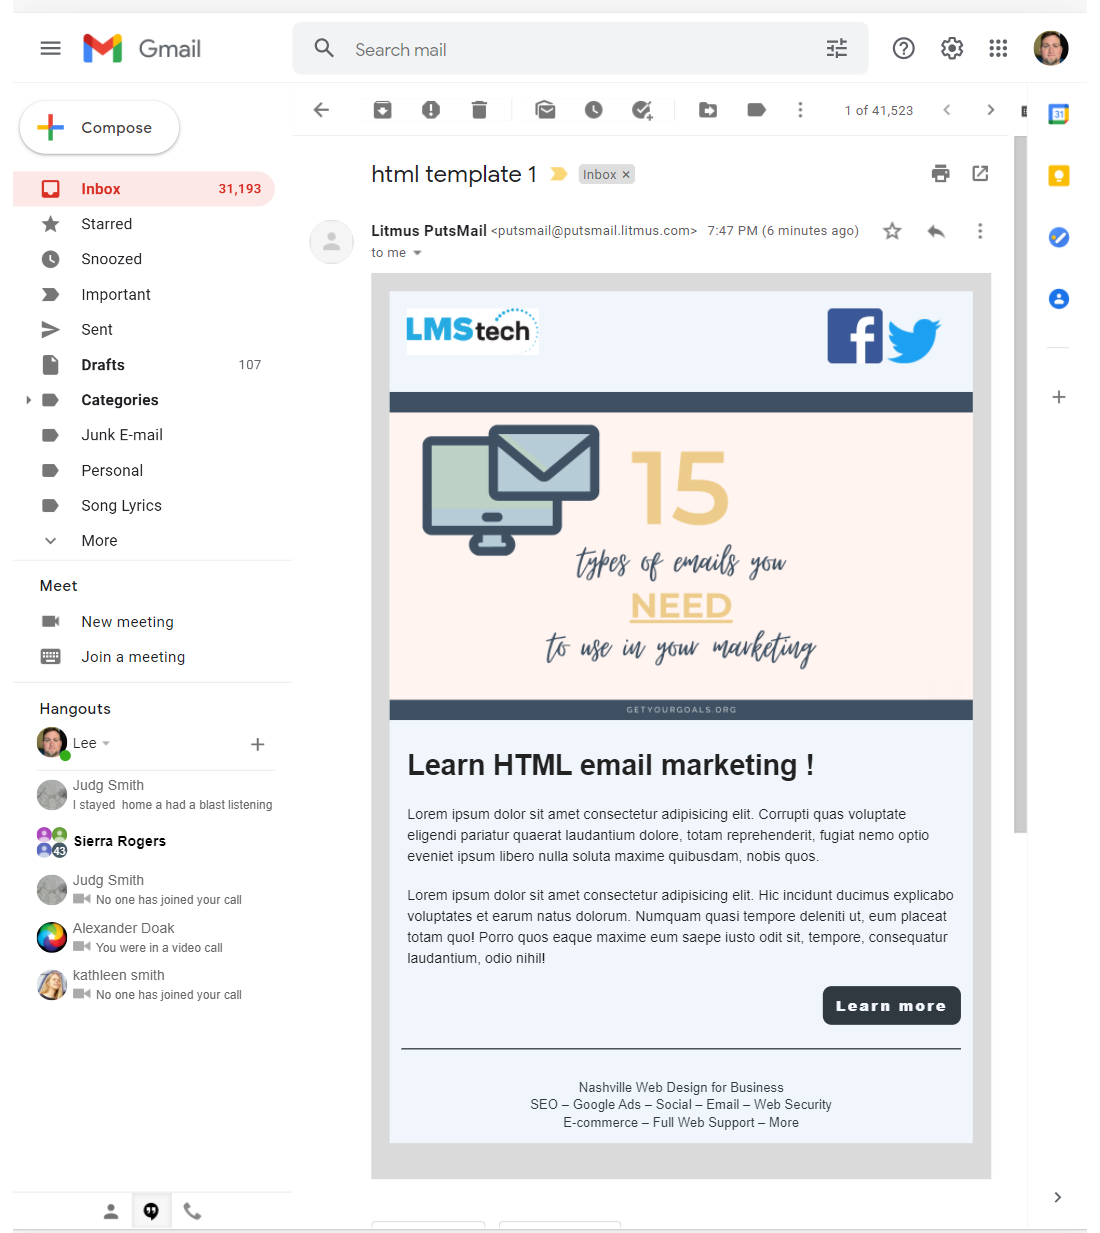 Gmail
Search mail
Compose
1 of 41,523
31
html template 1
Inbox ×
Inbox 31,193
Starred
Snoozed
Important
Sent
Drafts 107
Categories
Junk E-mail
Personal
Song Lyrics
More
Meet
New meeting
Join a meeting
Hangouts
Lee
Judg Smith
I stayed home a had a blast listening
43
Sierra Rogers
Judg Smith
No one has joined your call
Alexander Doak
You were in a video call
kathleen smith
No one has joined your call
Litmus PutsMail <putsmail@putsmail.litmus.com> 7:47 PM (6 minutes ago)
to me
LMStech
f
15
types of emails you
NEED
to use in your marketing
GETYOURGOALS.ORG
Learn HTML email marketing !
Lorem ipsum dolor sit amet consectetur adipisicing elit. Corrupti quas voluptate
eligendi pariatur quaerat laudantium dolore, totam reprehenderit, fugiat nemo optio
eveniet ipsum libero nulla soluta maxime quibusdam, nobis quos.
Lorem ipsum dolor sit amet consectetur adipisicing elit. Hic incidunt ducimus explicabo
voluptates et earum natus dolorum. Numquam quasi tempore deleniti ut, eum placeat
totam quo! Porro quos eaque maxime eum saepe iusto odit sit, tempore, consequatur
laudantium, odio nihil!
Learn more
Nashville Web Design for Business
SEO – Google Ads – Social – Email – Web Security
E-commerce – Full Web Support – More